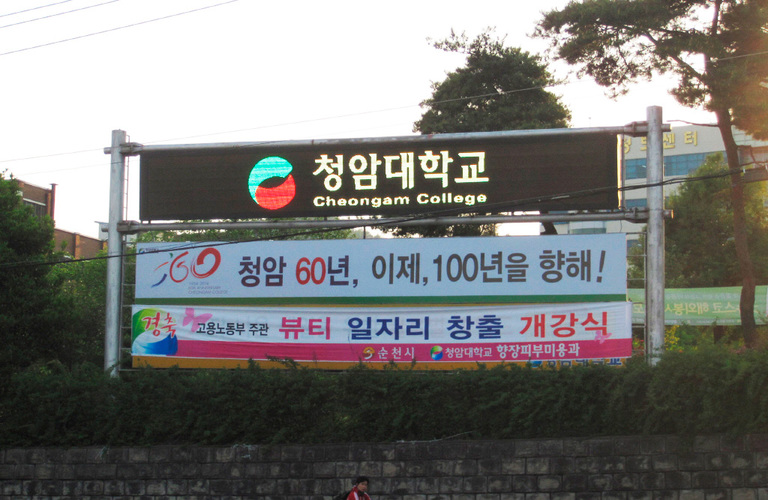 청암대학교
Cheongam College
60 청암 60년, 이제, 100년을 향해!
경축 고용노동부 주관 뷰티 일자리 창출 개강식
순천시 청암대학교 향장피부미용과
센터